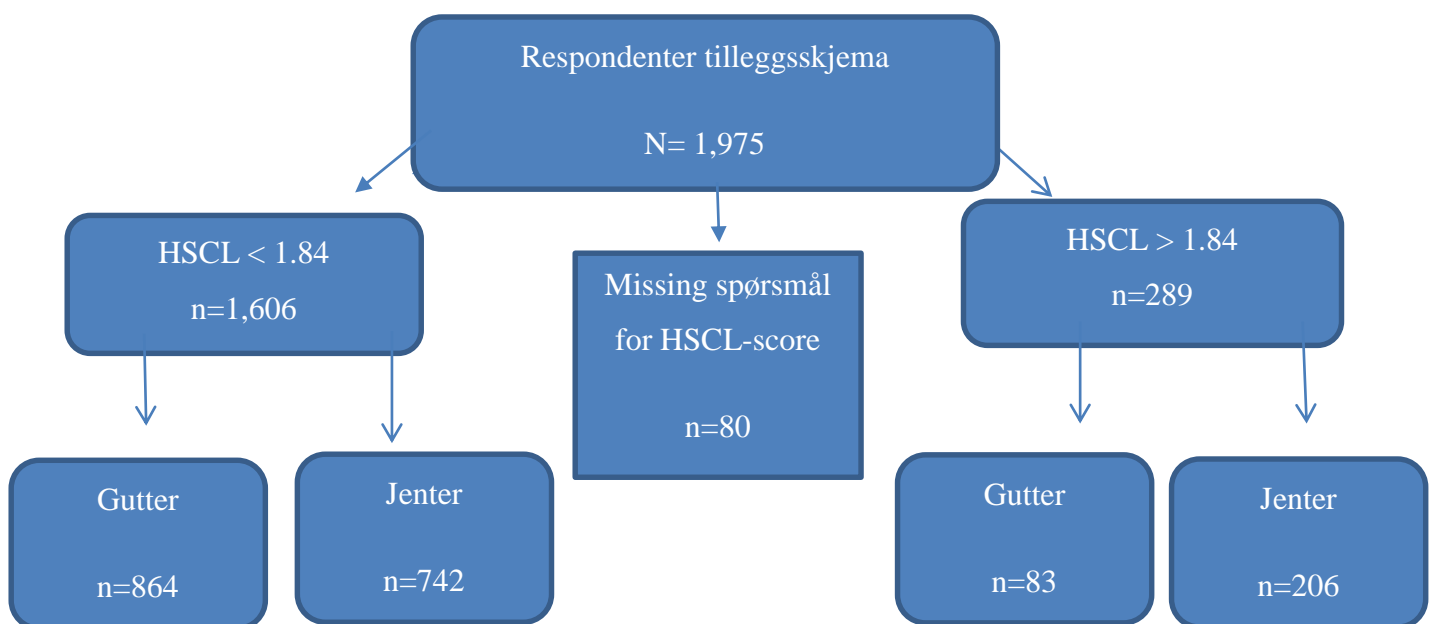 Respondenter tilleggsskjema
N= 1,975
HSCL < 1.84
n=1,606
Missing spørsmål
for HSCL-score
n=80
HSCL > 1.84
n=289
Gutter
n=864
Jenter
n=742
Gutter
n=83
Jenter
n=206